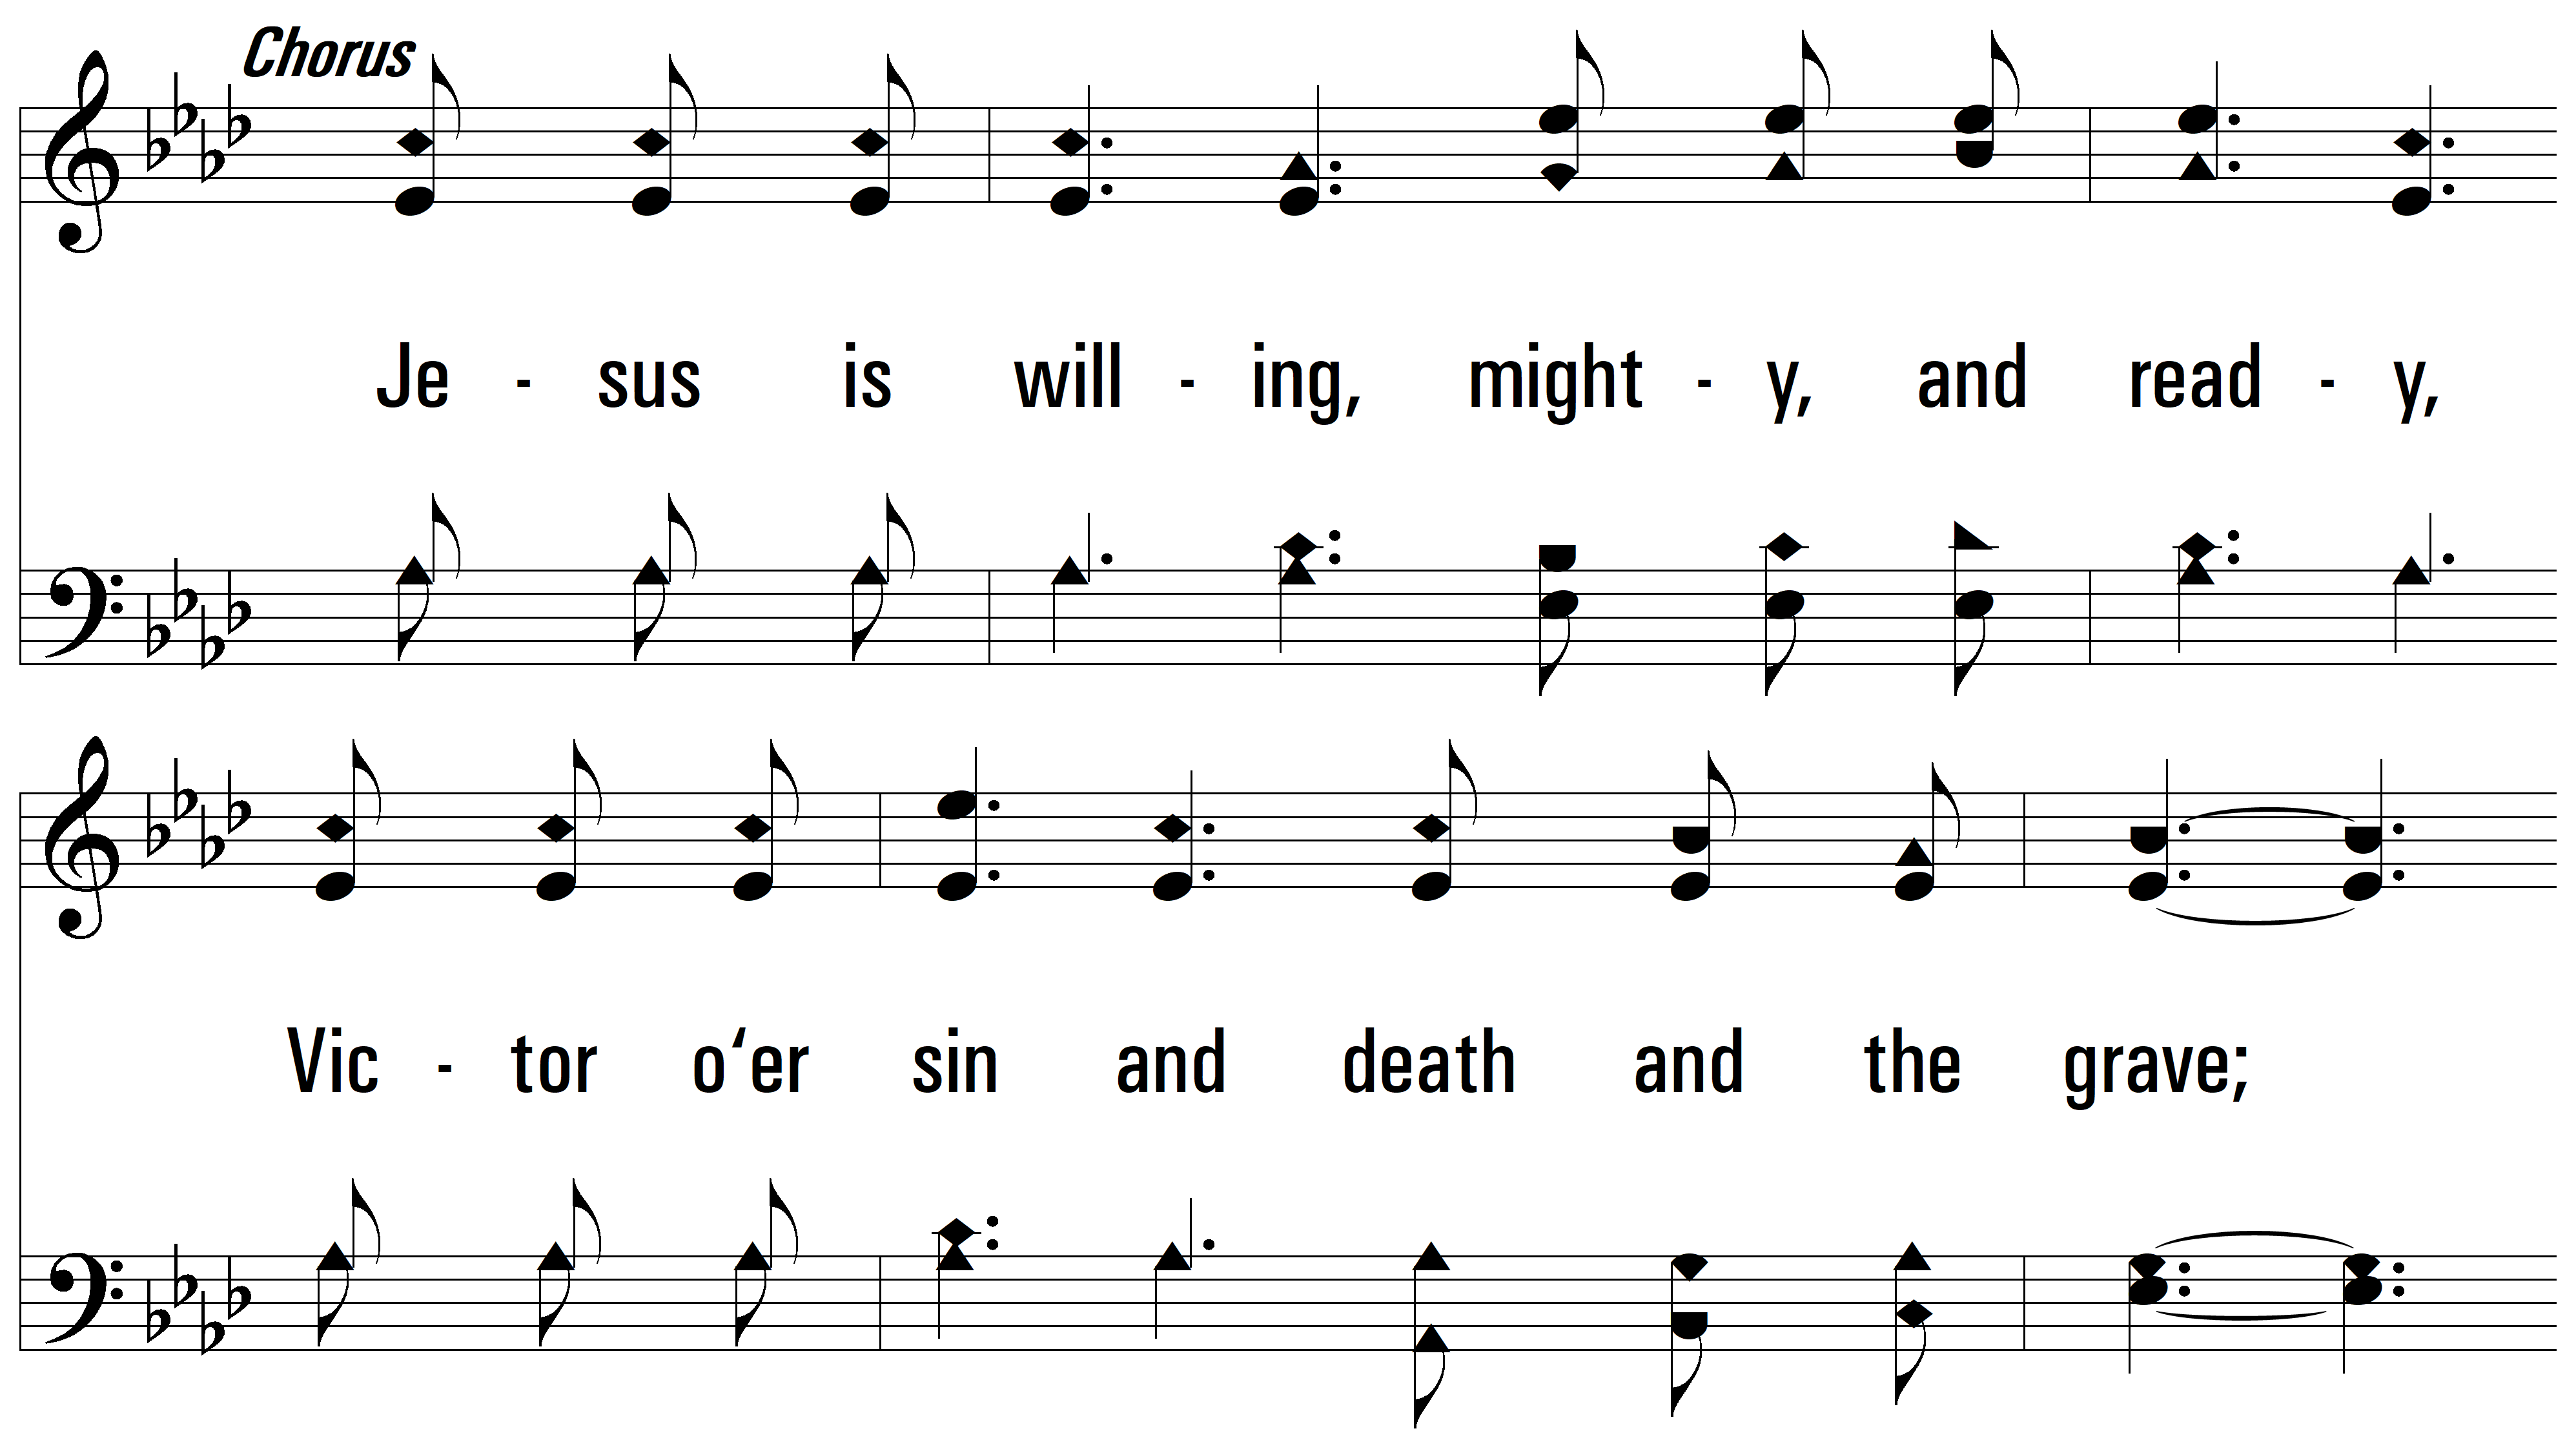 Chorus
Je - sus is will - ing, might - y, and read - y,
Vic - tor o‘er sin and death and the grave;